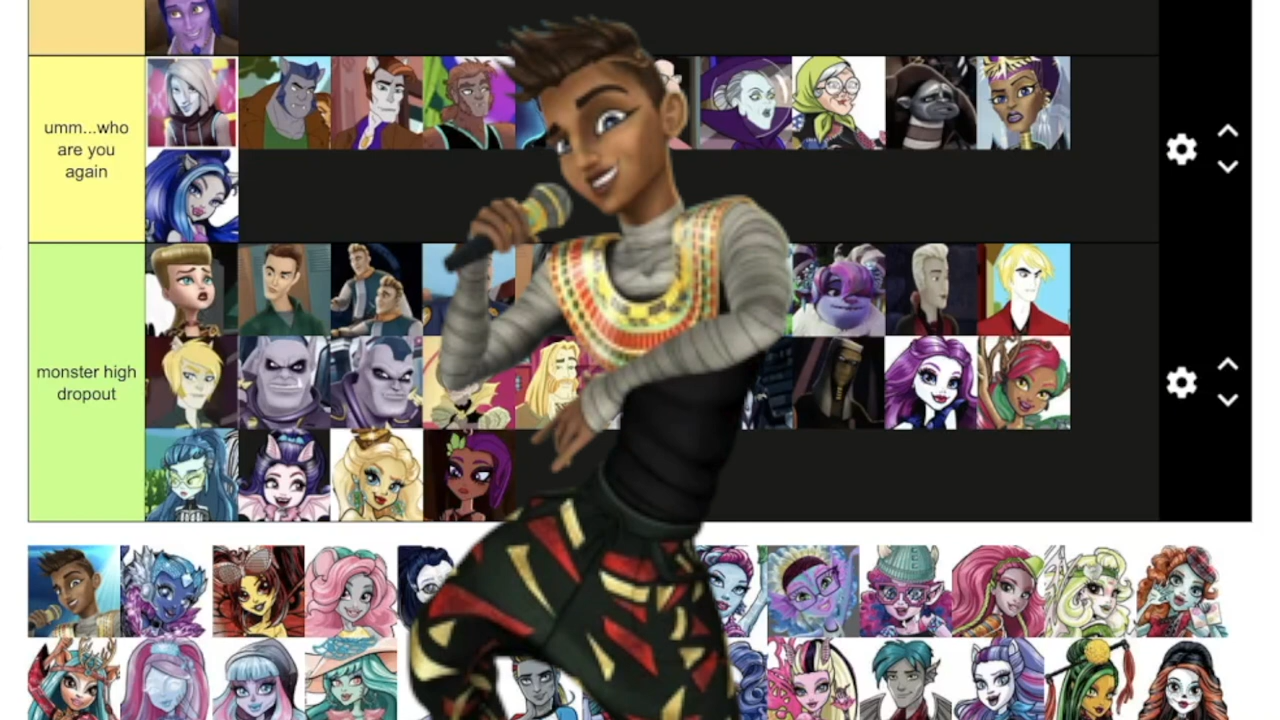 umm...who
are you
again
monster high
dropout